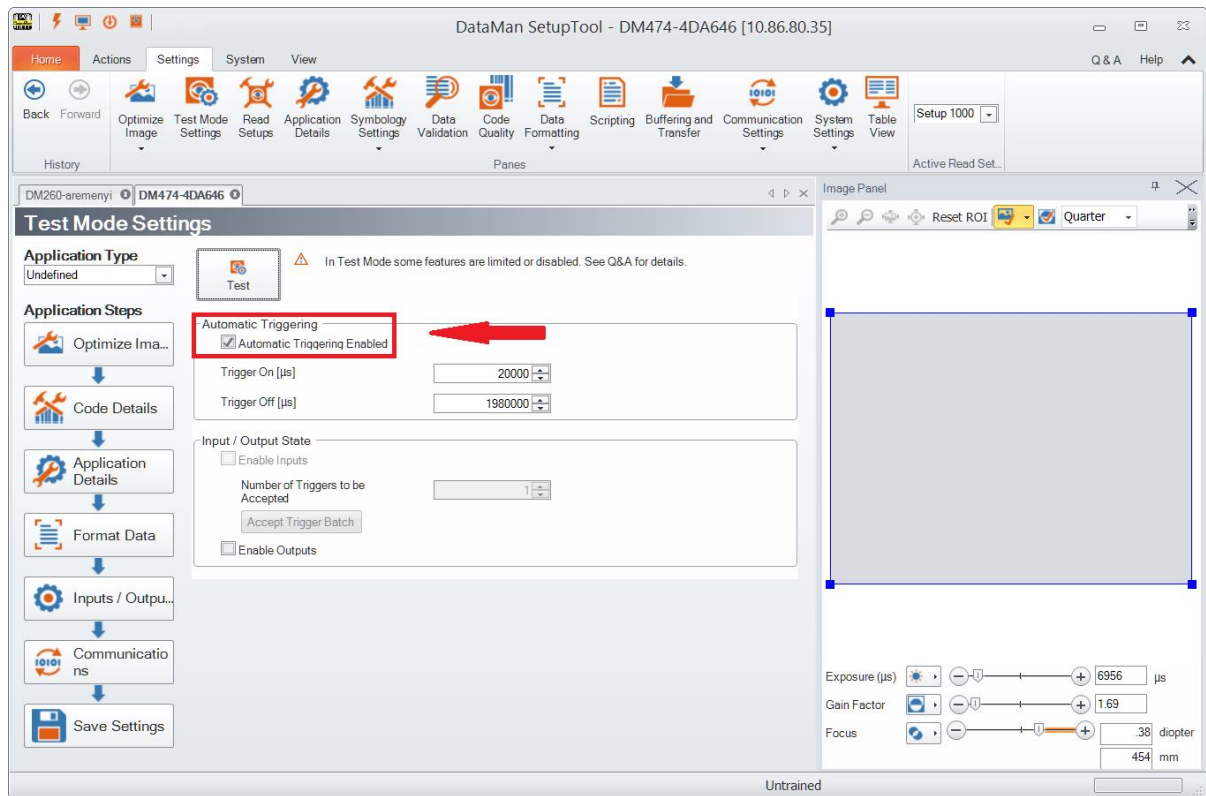 DataMan SetupTool - DM474-4DA646 [10.86.80.35]
Home Actions Settings System View Q & A Help
Back Forward
Optimize Image
Test Mode Settings
Read Setups
Application Details
Symbology Settings
Data Validation
Code Quality
Data Formatting
Scripting
Buffering and Transfer
Communication Settings
System Settings
Table View
Setup 1000
History Panes Active Read Set...
DM260-aremenyi DM474-4DA646
Test Mode Settings
Application Type
Undefined
Application Steps
Optimize Ima...
Code Details
Application
Details
Format Data
Inputs / Outpu...
Communicatio
ns
Save Settings
Test
In Test Mode some features are limited or disabled. See Q&A for details.
Automatic Triggering
Automatic Triggering Enabled
Trigger On [µs] 20000
Trigger Off [µs] 1980000
Input / Output State
Enable Inputs
Number of Triggers to be
Accepted
1
Accept Trigger Batch
Enable Outputs
Image Panel
Reset ROI Quarter
Exposure (µs) 6956 µs
Gain Factor 1.69
Focus .38 diopter
454 mm
Untrained